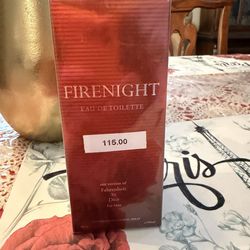 FIRENIGHT
EAU DE TOILETTE
115.00
our version of
Fahrenheit
by
Dior
for men
Paris